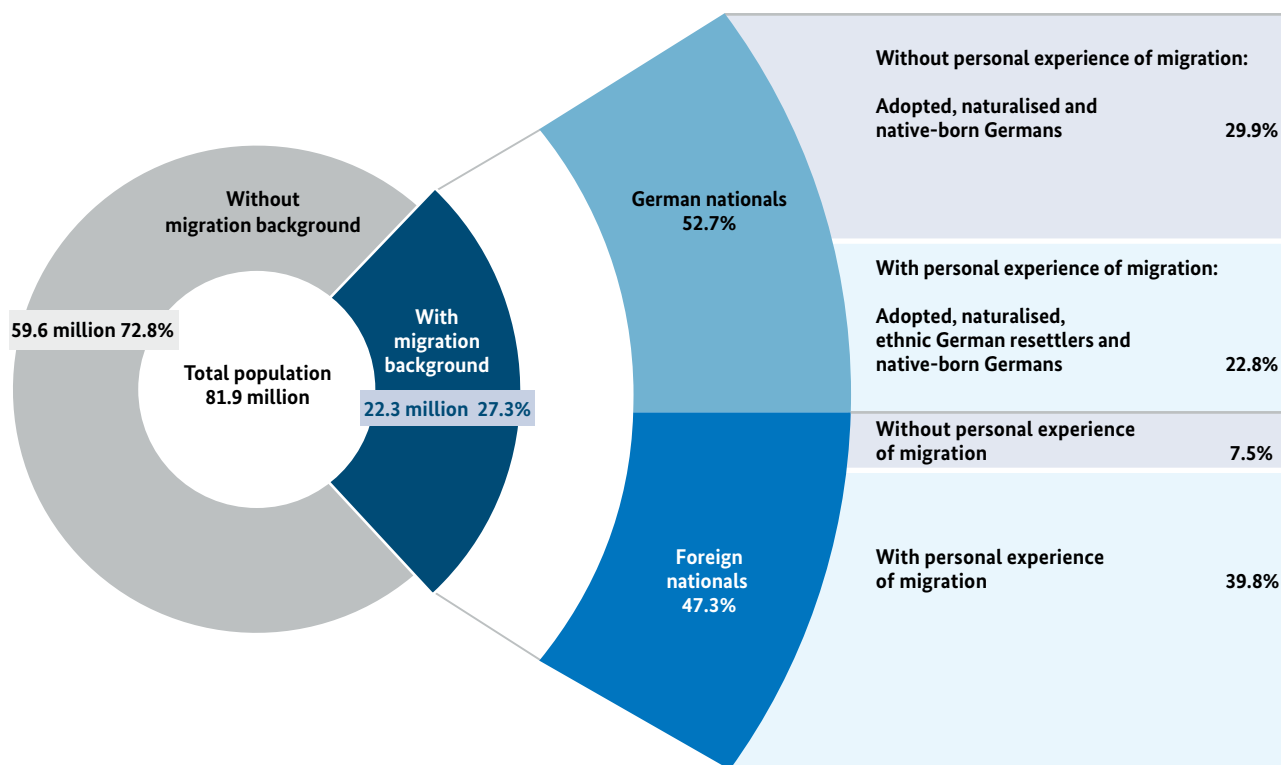 Without
migration background
59.6 million 72.8%
Total population
81.9 million
With
migration
background
22.3 million 27.3%
German nationals
52.7%
Foreign
nationals
47.3%
Without personal experience of migration:
Adopted, naturalised and
native-born Germans 29.9%
With personal experience of migration:
Adopted, naturalised,
ethnic German resettlers and
native-born Germans 22.8%
Without personal experience
of migration 7.5%
With personal experience
of migration 39.8%